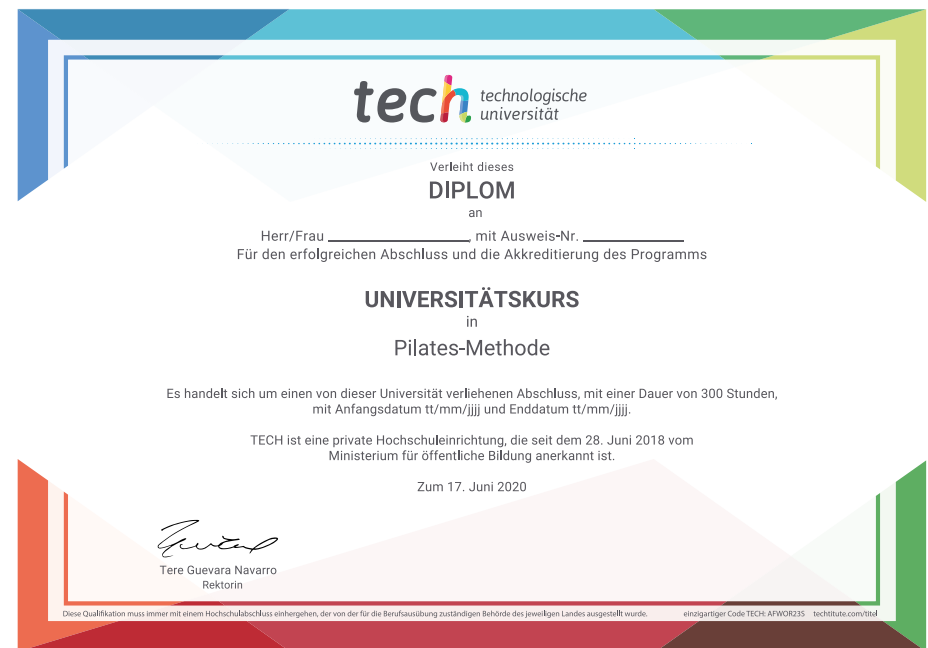 tech technologische
universität
Verleiht dieses
DIPLOM
an
Herr/Frau ____________________, mit Ausweis-Nr. ______________
Für den erfolgreichen Abschluss und die Akkreditierung des Programms
UNIVERSITÄTSKURS
in
Pilates-Methode
Es handelt sich um einen von dieser Universität verliehenen Abschluss, mit einer Dauer von 300 Stunden,
mit Anfangsdatum tt/mm/jjjj und Enddatum tt/mm/jjjj.
TECH ist eine private Hochschuleinrichtung, die seit dem 28. Juni 2018 vom
Ministerium für öffentliche Bildung anerkannt ist.
Zum 17. Juni 2020
Tere Guevara Navarro
Rektorin
Diese Qualifikation muss immer mit einem Hochschulabschluss einhergehen, der von der für die Berufsausübung zuständigen Behörde des jeweiligen Landes ausgestellt wurde. einzigartiger Code TECH: AFWOR23S techtitute.com/titel